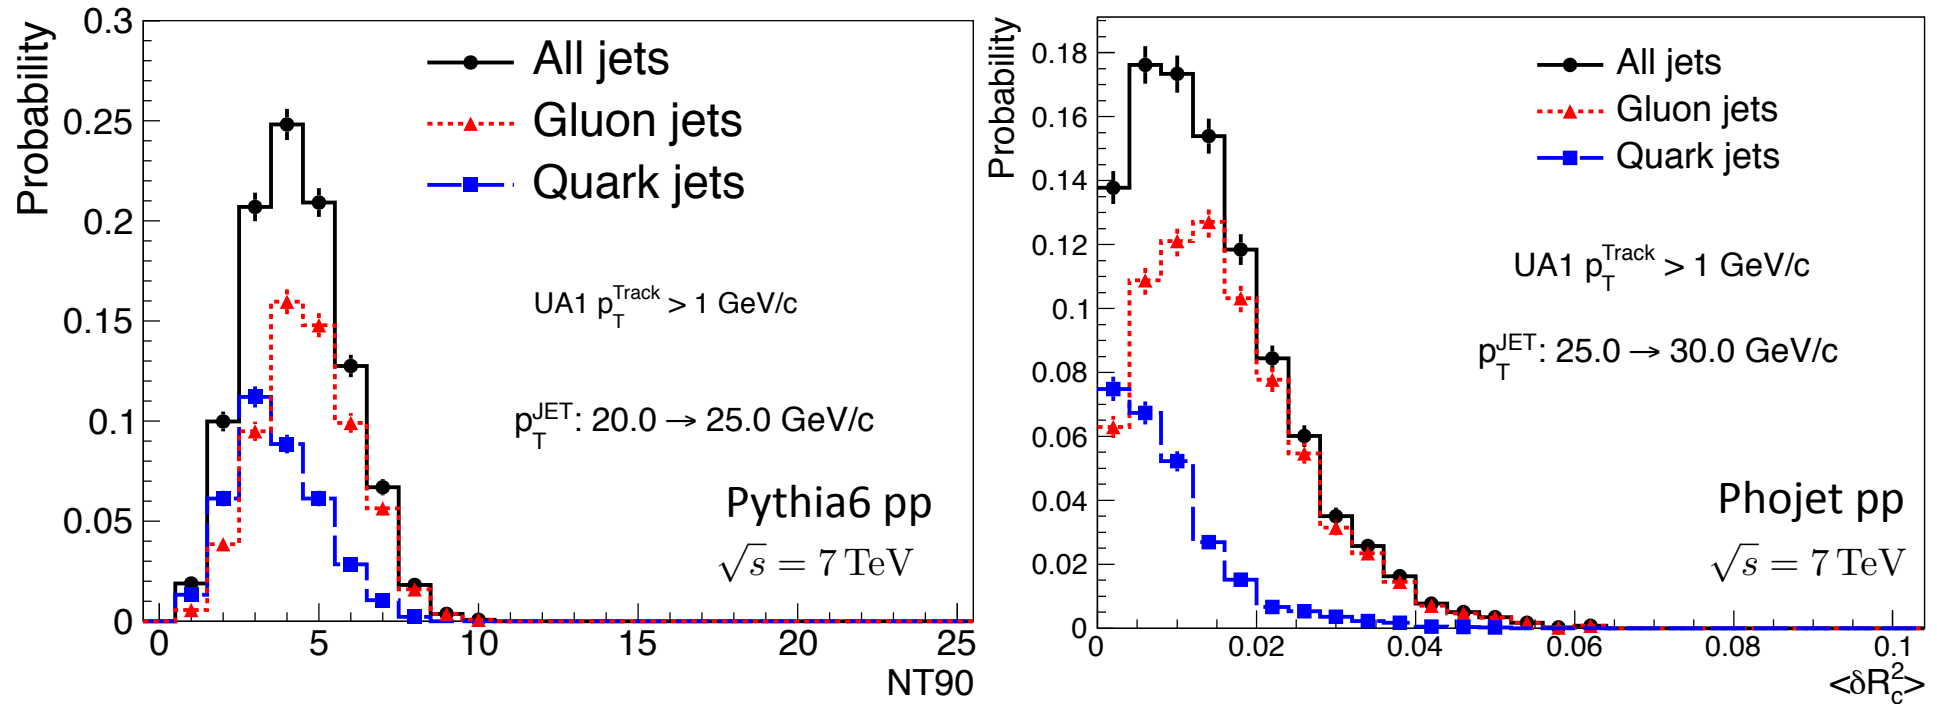 Probability
0.3
0.25
0.2
0.15
0.1
0.05
0
All jets
Gluon jets
Quark jets
UA1 p_T^Track > 1 GeV/c
p_T^JET: 20.0 → 25.0 GeV/c
Pythia6 pp
√s = 7 TeV
0 5 10 15 20 25
NT90
Probability
0.18
0.16
0.14
0.12
0.1
0.08
0.06
0.04
0.02
0
All jets
Gluon jets
Quark jets
UA1 p_T^Track > 1 GeV/c
p_T^JET: 25.0 → 30.0 GeV/c
Phojet pp
√s = 7 TeV
0 0.02 0.04 0.06 0.08 0.1
<δR_c^2>